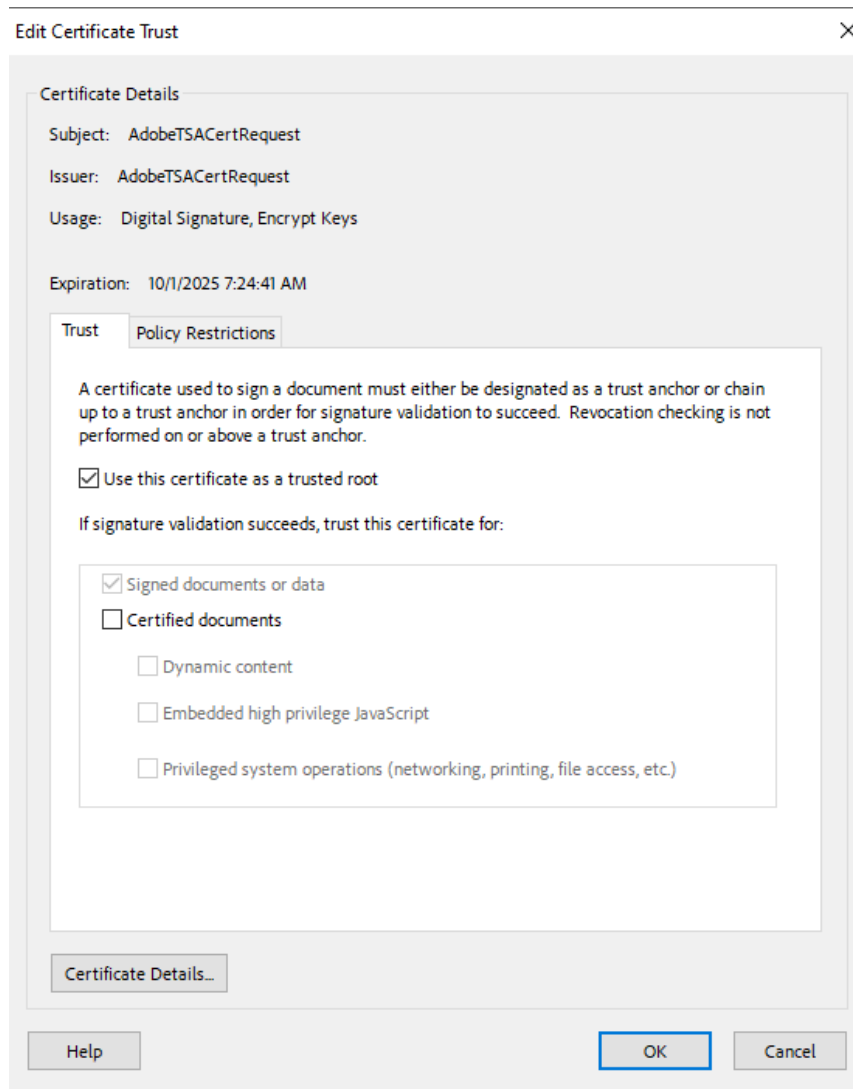 Edit Certificate Trust
Certificate Details
Subject: AdobeTSACertRequest
Issuer: AdobeTSACertRequest
Usage: Digital Signature, Encrypt Keys
Expiration: 10/1/2025 7:24:41 AM
Trust
Policy Restrictions
A certificate used to sign a document must either be designated as a trust anchor or chain
up to a trust anchor in order for signature validation to succeed. Revocation checking is not
performed on or above a trust anchor.
Use this certificate as a trusted root
If signature validation succeeds, trust this certificate for:
Signed documents or data
Certified documents
Dynamic content
Embedded high privilege JavaScript
Privileged system operations (networking, printing, file access, etc.)
Certificate Details...
Help
OK
Cancel